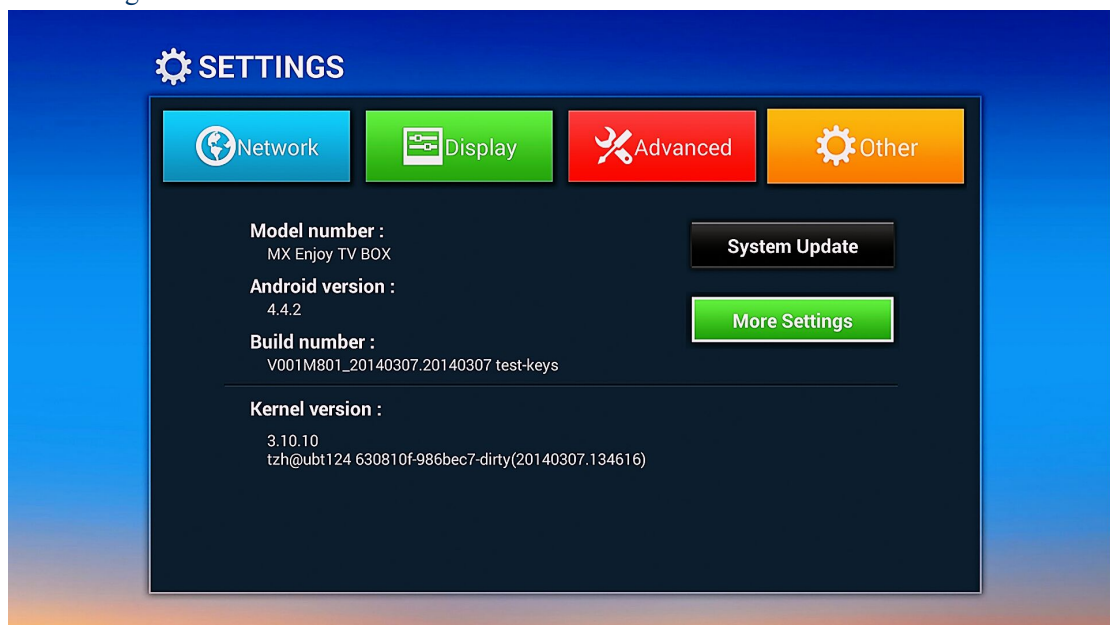 SETTINGS
Network
Display
Advanced
Other
Model number :
MX Enjoy TV BOX
System Update
Android version :
4.4.2
More Settings
Build number :
V001M801_20140307.20140307 test-keys
Kernel version :
3.10.10
tzh@ubt124 630810f-986bec7-dirty(20140307.134616)